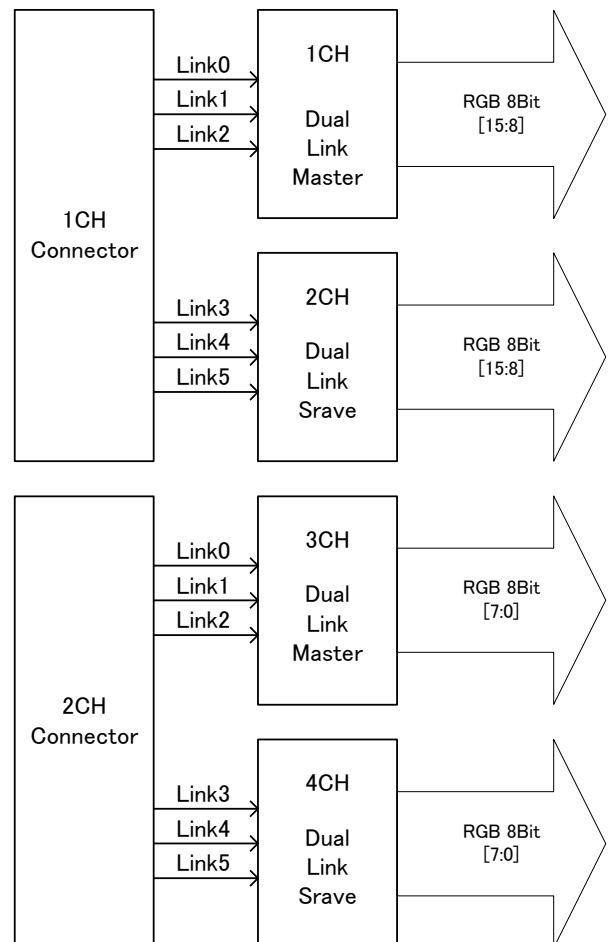 1CH
Connector
Link0
Link1
Link2
1CH
Dual
Link
Master
RGB 8Bit
[15:8]
Link3
Link4
Link5
2CH
Dual
Link
Srave
RGB 8Bit
[15:8]
2CH
Connector
Link0
Link1
Link2
3CH
Dual
Link
Master
RGB 8Bit
[7:0]
Link3
Link4
Link5
4CH
Dual
Link
Srave
RGB 8Bit
[7:0]